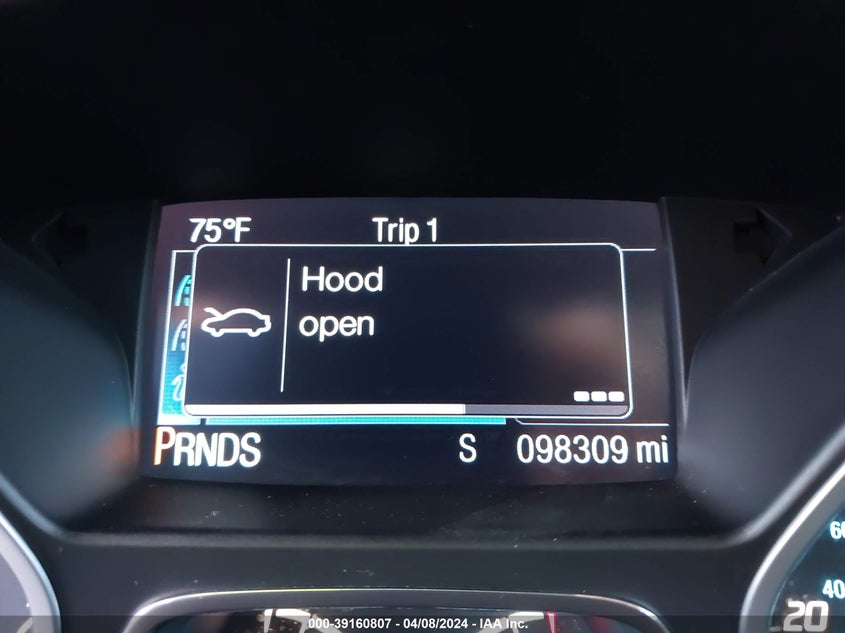 75°F Trip 1
Hood
open
PRNDS S 098309 mi
60
40
20
000-39160807 - 04/08/2024 - IAA Inc.